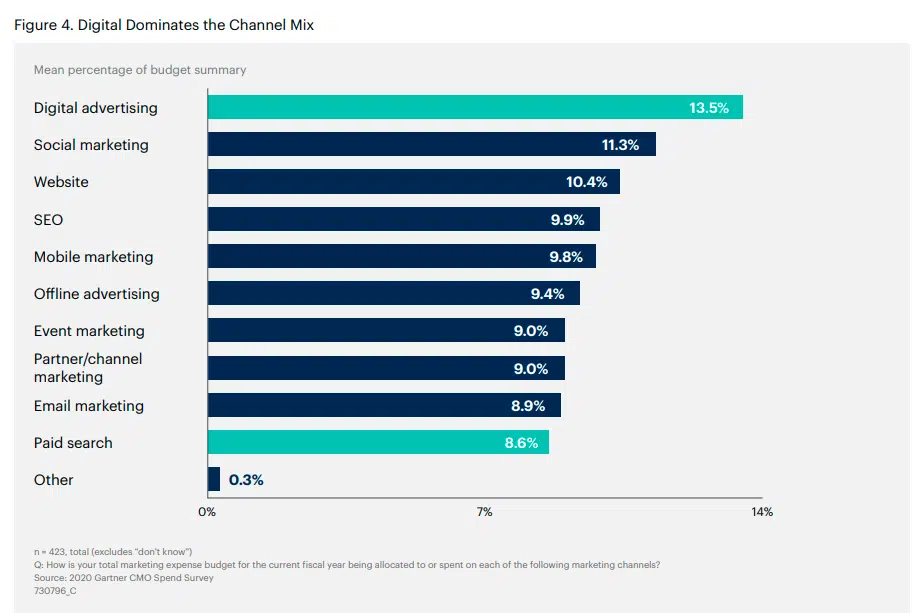 Figure 4. Digital Dominates the Channel Mix
Mean percentage of budget summary
Digital advertising 13.5%
Social marketing 11.3%
Website 10.4%
SEO 9.9%
Mobile marketing 9.8%
Offline advertising 9.4%
Event marketing 9.0%
Partner/channel
marketing 9.0%
Email marketing 8.9%
Paid search 8.6%
Other 0.3%
0% 7% 14%
n = 423, total (excludes "don't know")
Q: How is your total marketing expense budget for the current fiscal year being allocated to or spent on each of the following marketing channels?
Source: 2020 Gartner CMO Spend Survey
730796_C